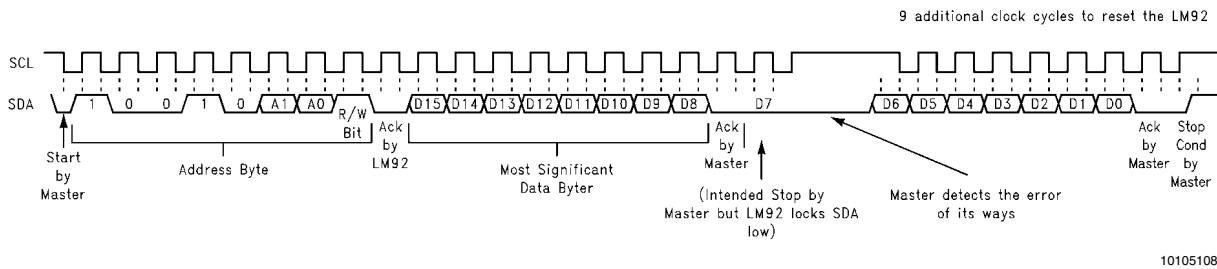 9 additional clock cycles to reset the LM92
SCL
SDA
1 0 0 1 0 A1 A0 R/W Bit
D15 D14 D13 D12 D11 D10 D9 D8
D7
D6 D5 D4 D3 D2 D1 D0
Start
by
Master
Address Byte
Ack
by
LM92
Most Significant
Data Byter
Ack
by
Master
(Intended Stop by
Master but LM92 locks SDA
low)
Master detects the error
of its ways
Ack
by
Master
Stop
Cond
by
Master
10105108